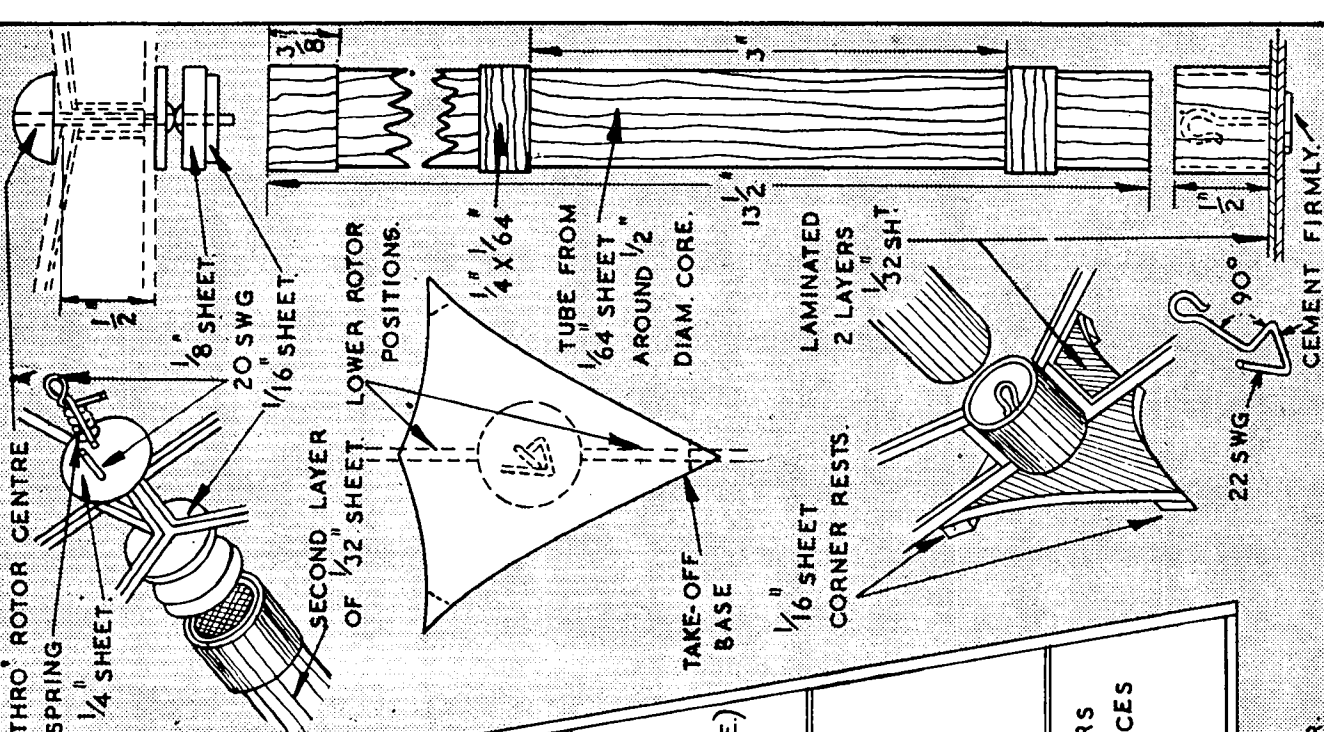 THRO' ROTOR CENTRE
SPRING
1/4" SHEET.
1/2"
1/8" SHEET.
20 SWG
1/16" SHEET.
SECOND LAYER
OF 1/32" SHEET.
LOWER ROTOR
POSITIONS.
TAKE-OFF
BASE
3/8"
1/4" X 1/64"
3"
TUBE FROM
1/64" SHEET
AROUND 1/2"
DIAM. CORE.
13 1/2"
LAMINATED
2 LAYERS
1/32" SHT
1/16" SHEET
CORNER RESTS.
1/2"
90°
22 SWG.
CEMENT FIRMLY.